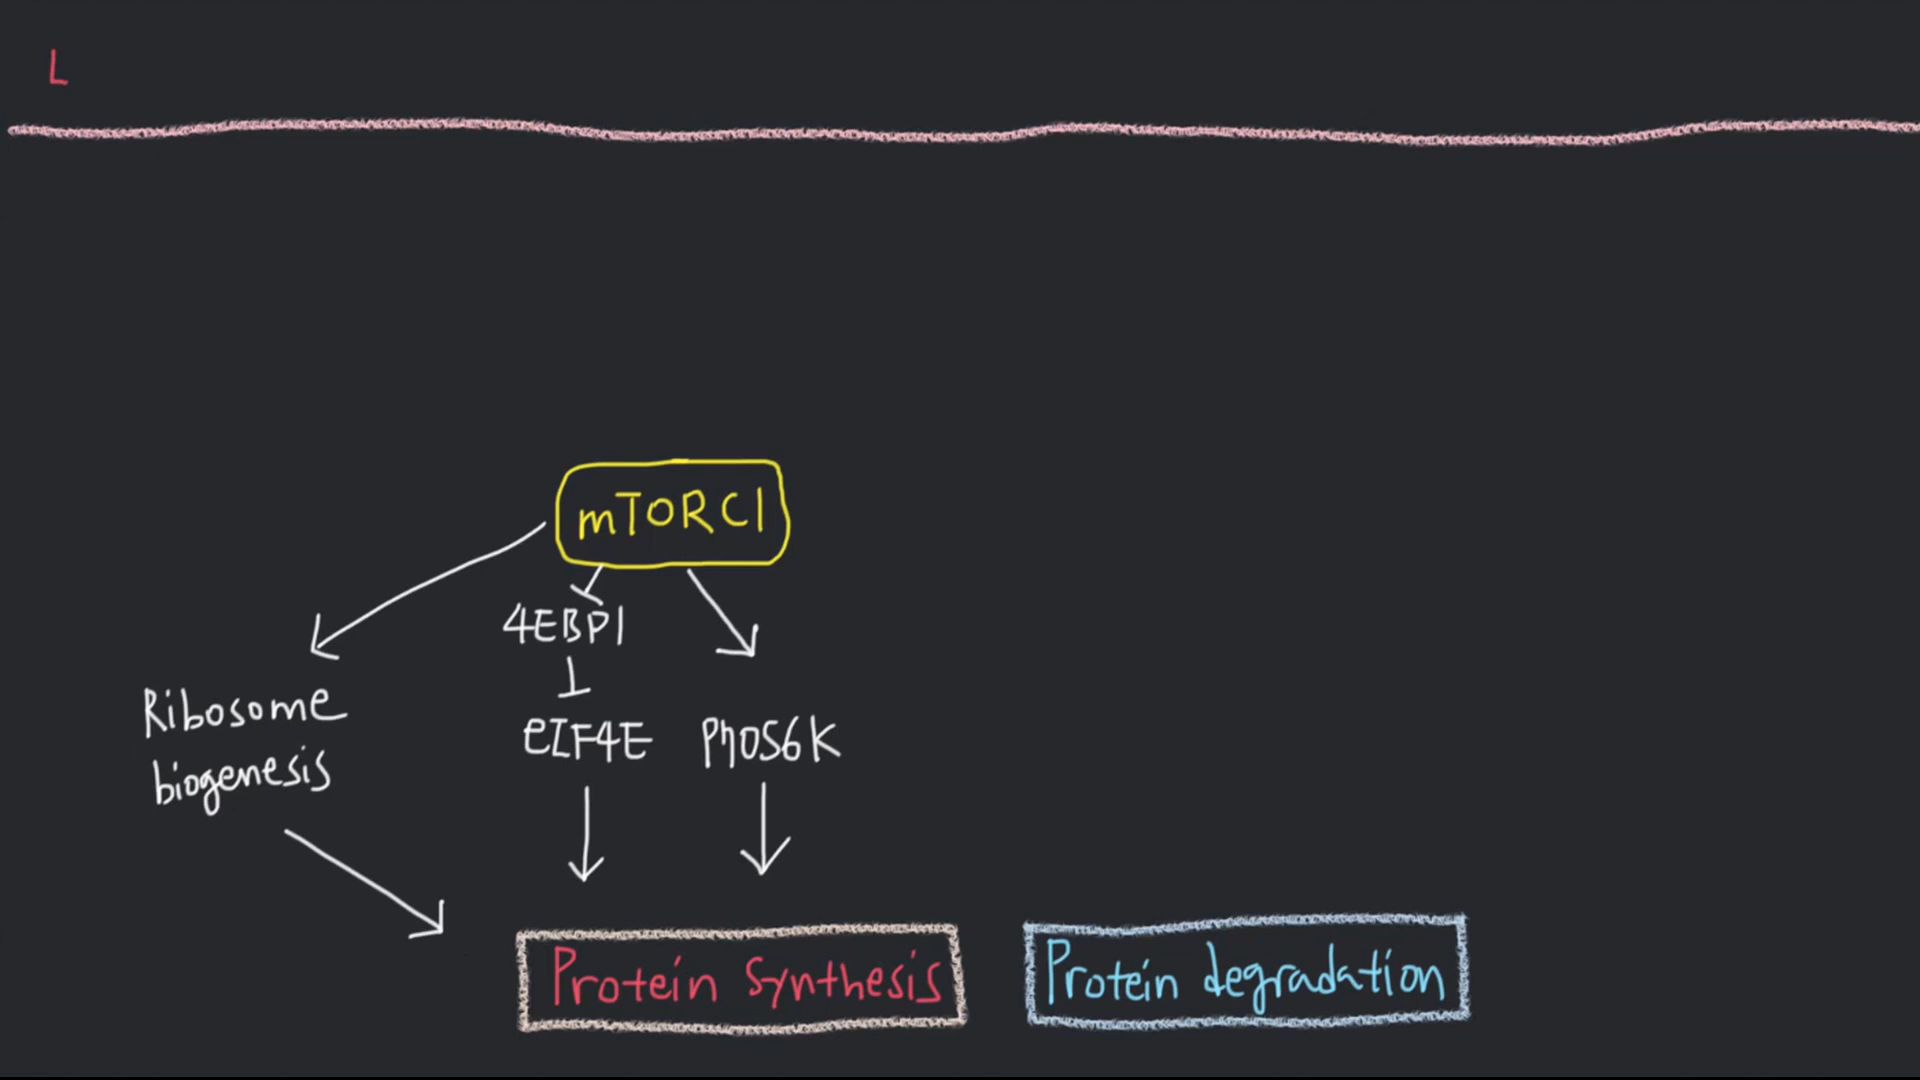 L
mTORC1
4EBP1
Ribosome
biogenesis
eIF4E P70S6K
Protein Synthesis
Protein degradation